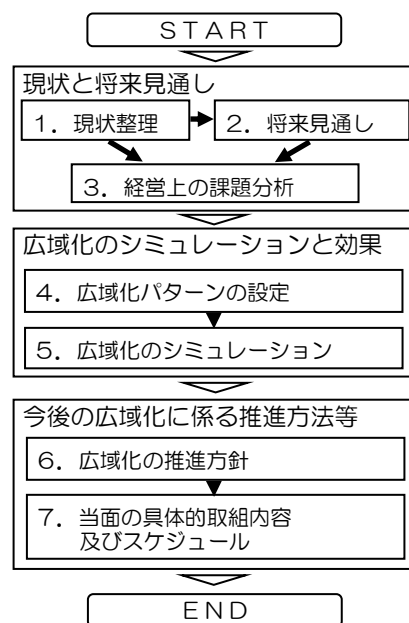 START
現状と将来見通し
1．現状整理
2．将来見通し
3．経営上の課題分析
広域化のシミュレーションと効果
4．広域化パターンの設定
5．広域化のシミュレーション
今後の広域化に係る推進方法等
6．広域化の推進方針
7．当面の具体的取組内容
及びスケジュール
END